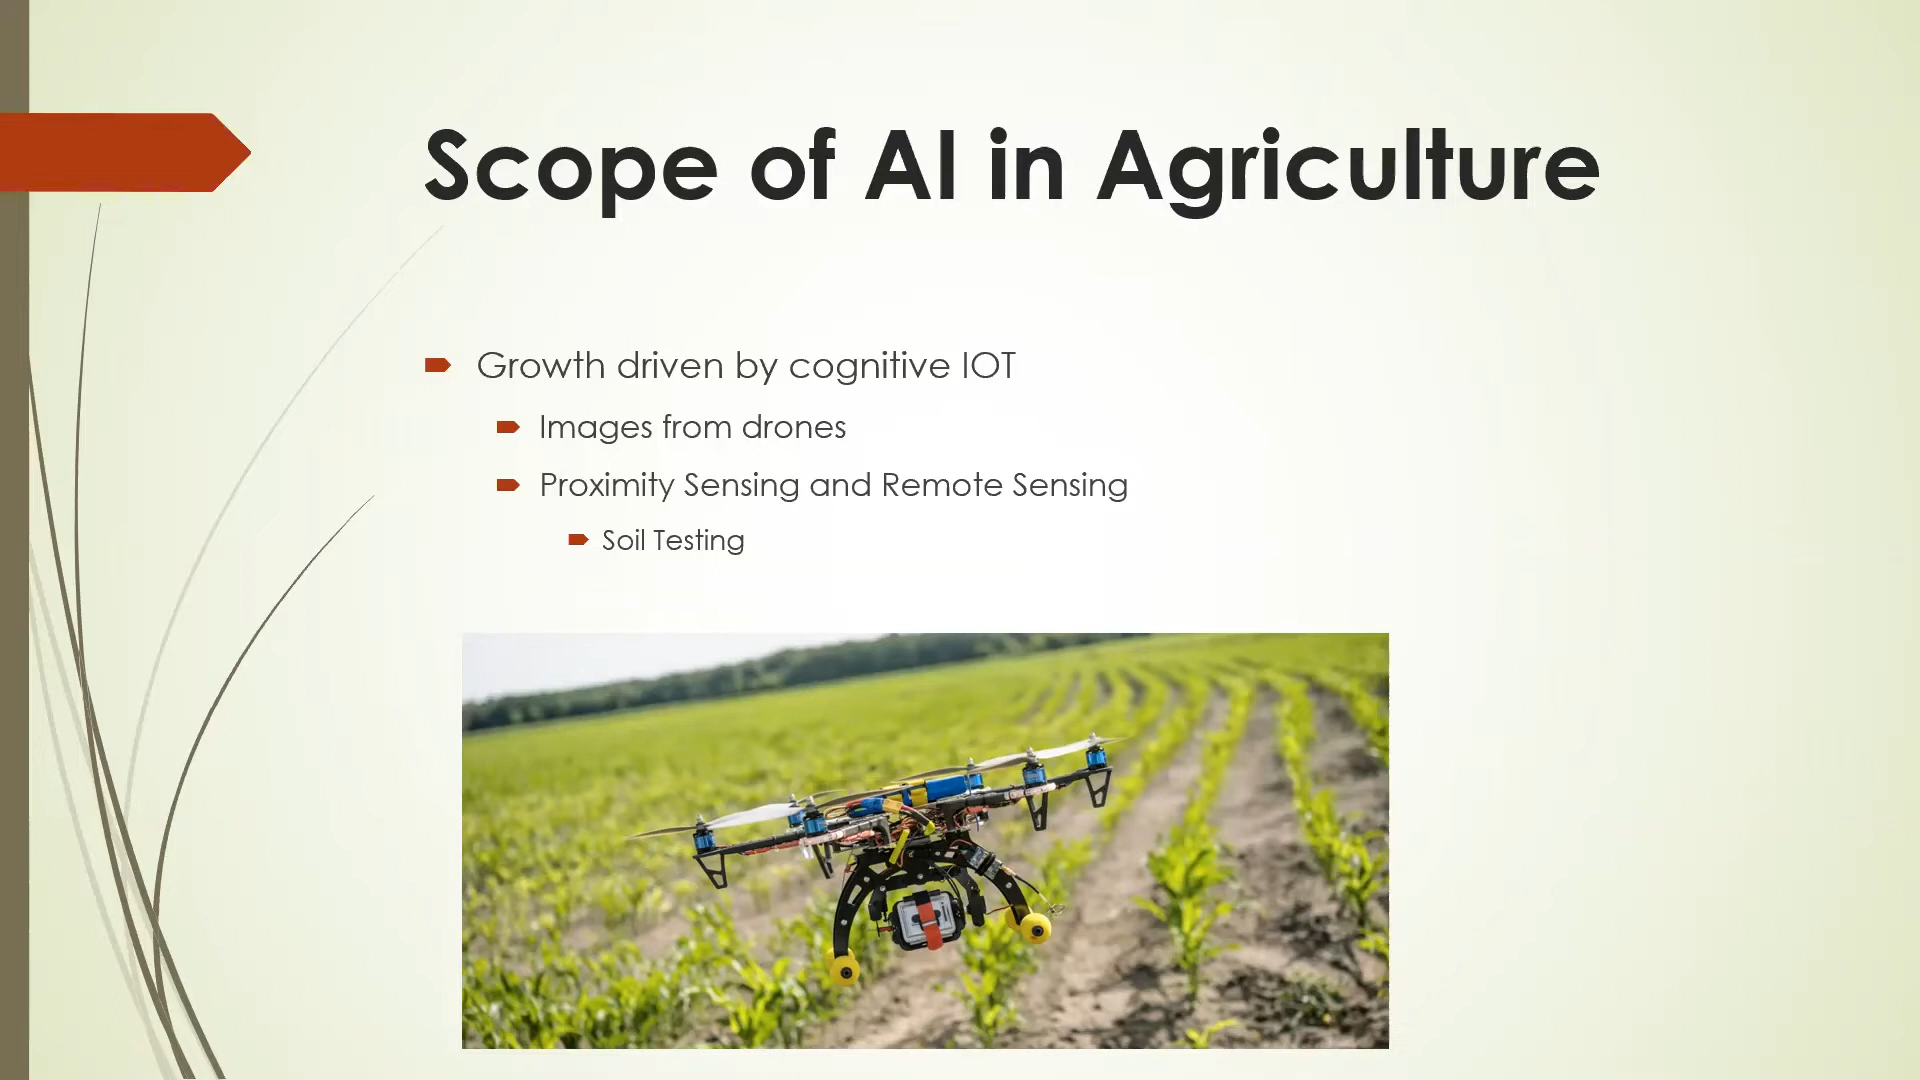 Scope of AI in Agriculture
Growth driven by cognitive IOT
Images from drones
Proximity Sensing and Remote Sensing
Soil Testing